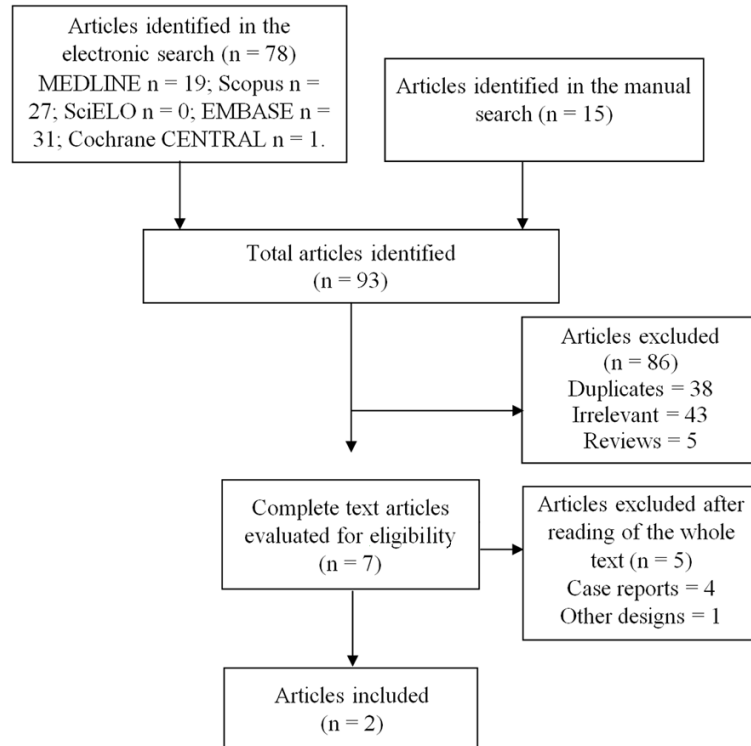 Articles identified in the
electronic search (n = 78)
MEDLINE n = 19; Scopus n =
27; SciELO n = 0; EMBASE n =
31; Cochrane CENTRAL n = 1.
Articles identified in the manual
search (n = 15)
Total articles identified
(n = 93)
Articles excluded
(n = 86)
Duplicates = 38
Irrelevant = 43
Reviews = 5
Complete text articles
evaluated for eligibility
(n = 7)
Articles excluded after
reading of the whole
text (n = 5)
Case reports = 4
Other designs = 1
Articles included
(n = 2)